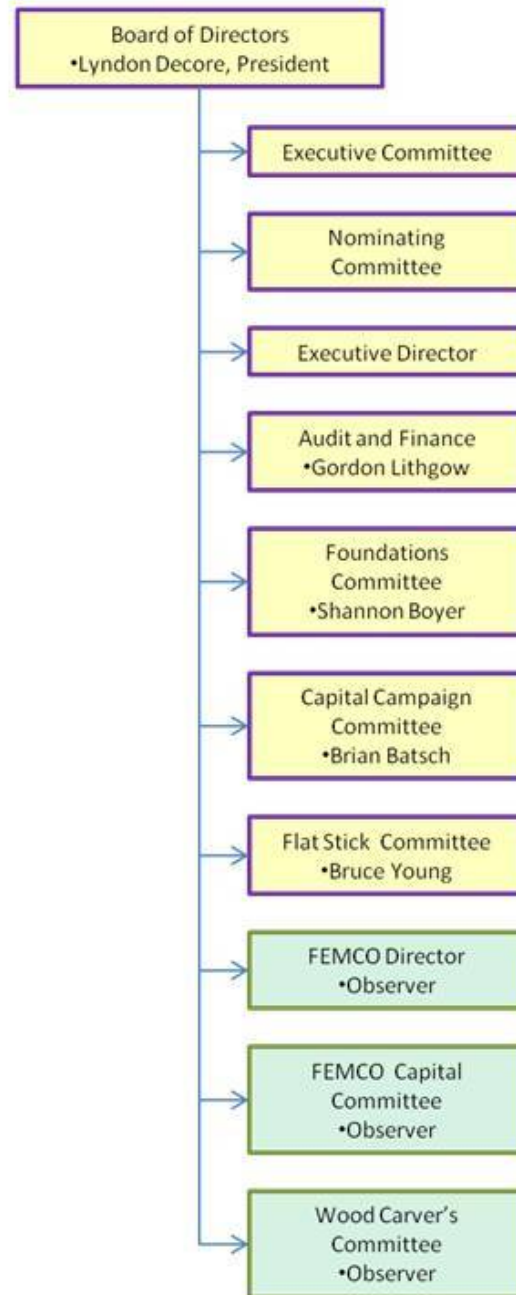 Board of Directors
•Lyndon Decore, President
Executive Committee
Nominating
Committee
Executive Director
Audit and Finance
•Gordon Lithgow
Foundations
Committee
•Shannon Boyer
Capital Campaign
Committee
•Brian Batsch
Flat Stick Committee
•Bruce Young
FEMCO Director
•Observer
FEMCO Capital
Committee
•Observer
Wood Carver's
Committee
•Observer